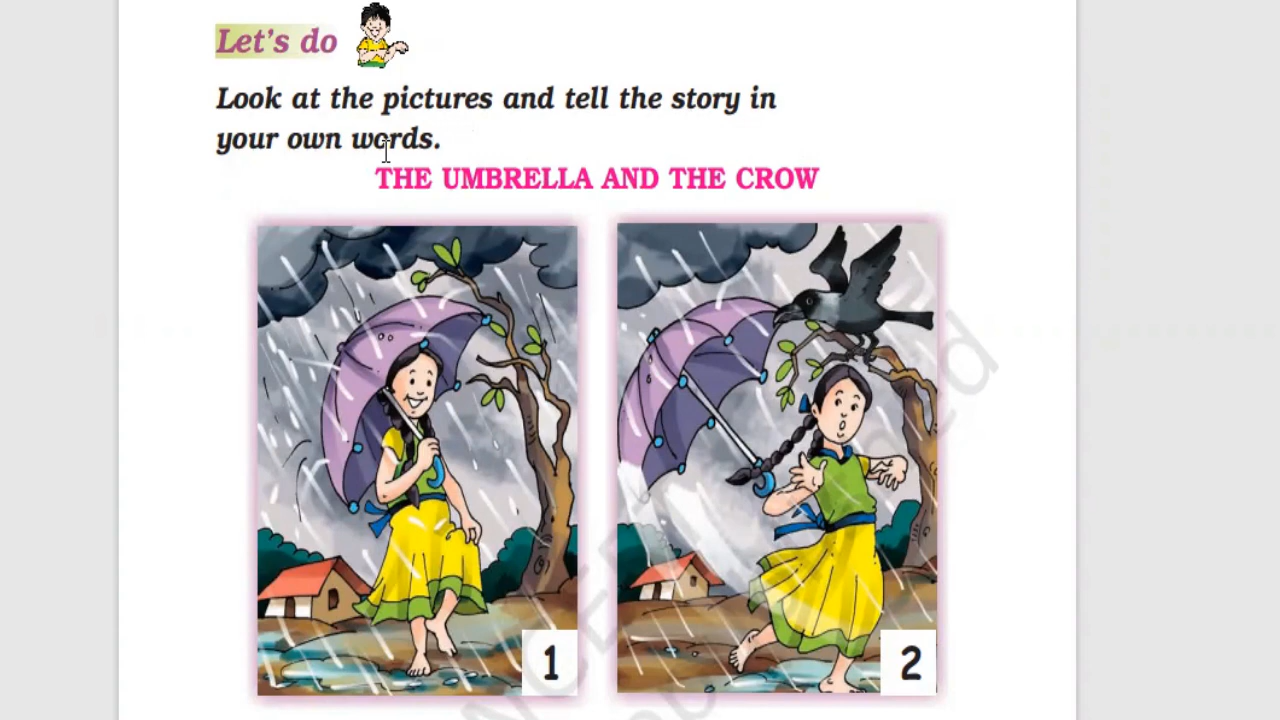 Let's do
Look at the pictures and tell the story in
your own words.
THE UMBRELLA AND THE CROW
1
2